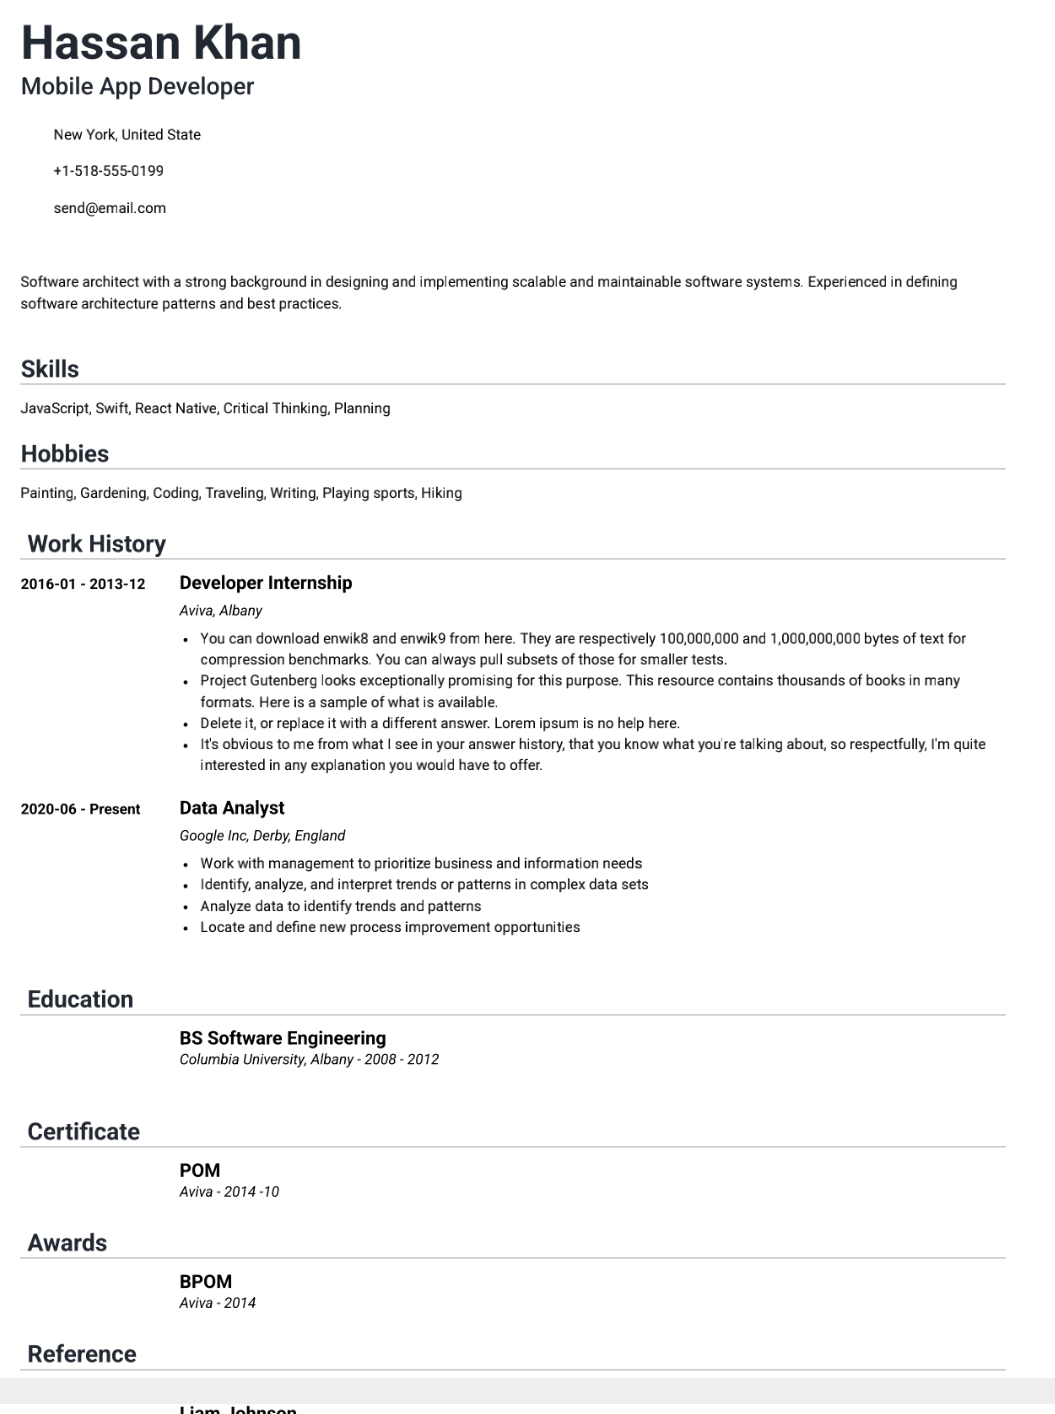 Hassan Khan
Mobile App Developer
New York, United State
+1-518-555-0199
send@email.com
Software architect with a strong background in designing and implementing scalable and maintainable software systems. Experienced in defining
software architecture patterns and best practices.
Skills
JavaScript, Swift, React Native, Critical Thinking, Planning
Hobbies
Painting, Gardening, Coding, Traveling, Writing, Playing sports, Hiking
Work History
2016-01 - 2013-12 Developer Internship
Aviva, Albany
• You can download enwik8 and enwik9 from here. They are respectively 100,000,000 and 1,000,000,000 bytes of text for
compression benchmarks. You can always pull subsets of those for smaller tests.
• Project Gutenberg looks exceptionally promising for this purpose. This resource contains thousands of books in many
formats. Here is a sample of what is available.
• Delete it, or replace it with a different answer. Lorem ipsum is no help here.
• It's obvious to me from what I see in your answer history, that you know what you're talking about, so respectfully, I'm quite
interested in any explanation you would have to offer.
2020-06 - Present Data Analyst
Google Inc, Derby, England
• Work with management to prioritize business and information needs
• Identify, analyze, and interpret trends or patterns in complex data sets
• Analyze data to identify trends and patterns
• Locate and define new process improvement opportunities
Education
BS Software Engineering
Columbia University, Albany - 2008 - 2012
Certificate
POM
Aviva - 2014 -10
Awards
BPOM
Aviva - 2014
Reference
Liam Johnson